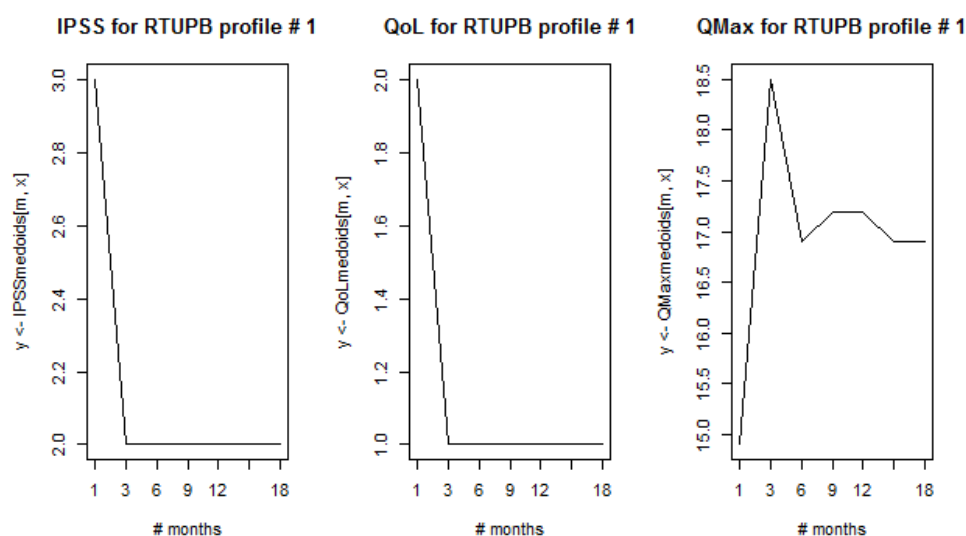 IPSS for RTUPB profile # 1
y <- IPSSmedoids[m, x]
3.0
2.8
2.6
2.4
2.2
2.0
1 3 6 9 12 18
# months
QoL for RTUPB profile # 1
y <- QoLmedoids[m, x]
2.0
1.8
1.6
1.4
1.2
1.0
1 3 6 9 12 18
# months
QMax for RTUPB profile # 1
y <- QMaxmedoids[m, x]
18.5
18.0
17.5
17.0
16.5
16.0
15.5
15.0
1 3 6 9 12 18
# months